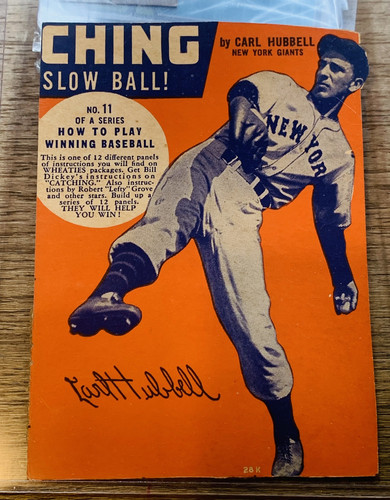 CHING
SLOW BALL!
by CARL HUBBELL
NEW YORK GIANTS
NO. 11
OF A SERIES
HOW TO PLAY
WINNING BASEBALL
This is one of 12 different panels
of instructions you will find on
WHEATIES packages. Get Bill
Dickey's instructions on
"CATCHING." Also instruc-
tions by Robert "Lefty" Grove
and other stars. Build up a
series of 12 panels.
THEY WILL HELP
YOU WIN!
NEW YORK
Carl Hubbell
28 K